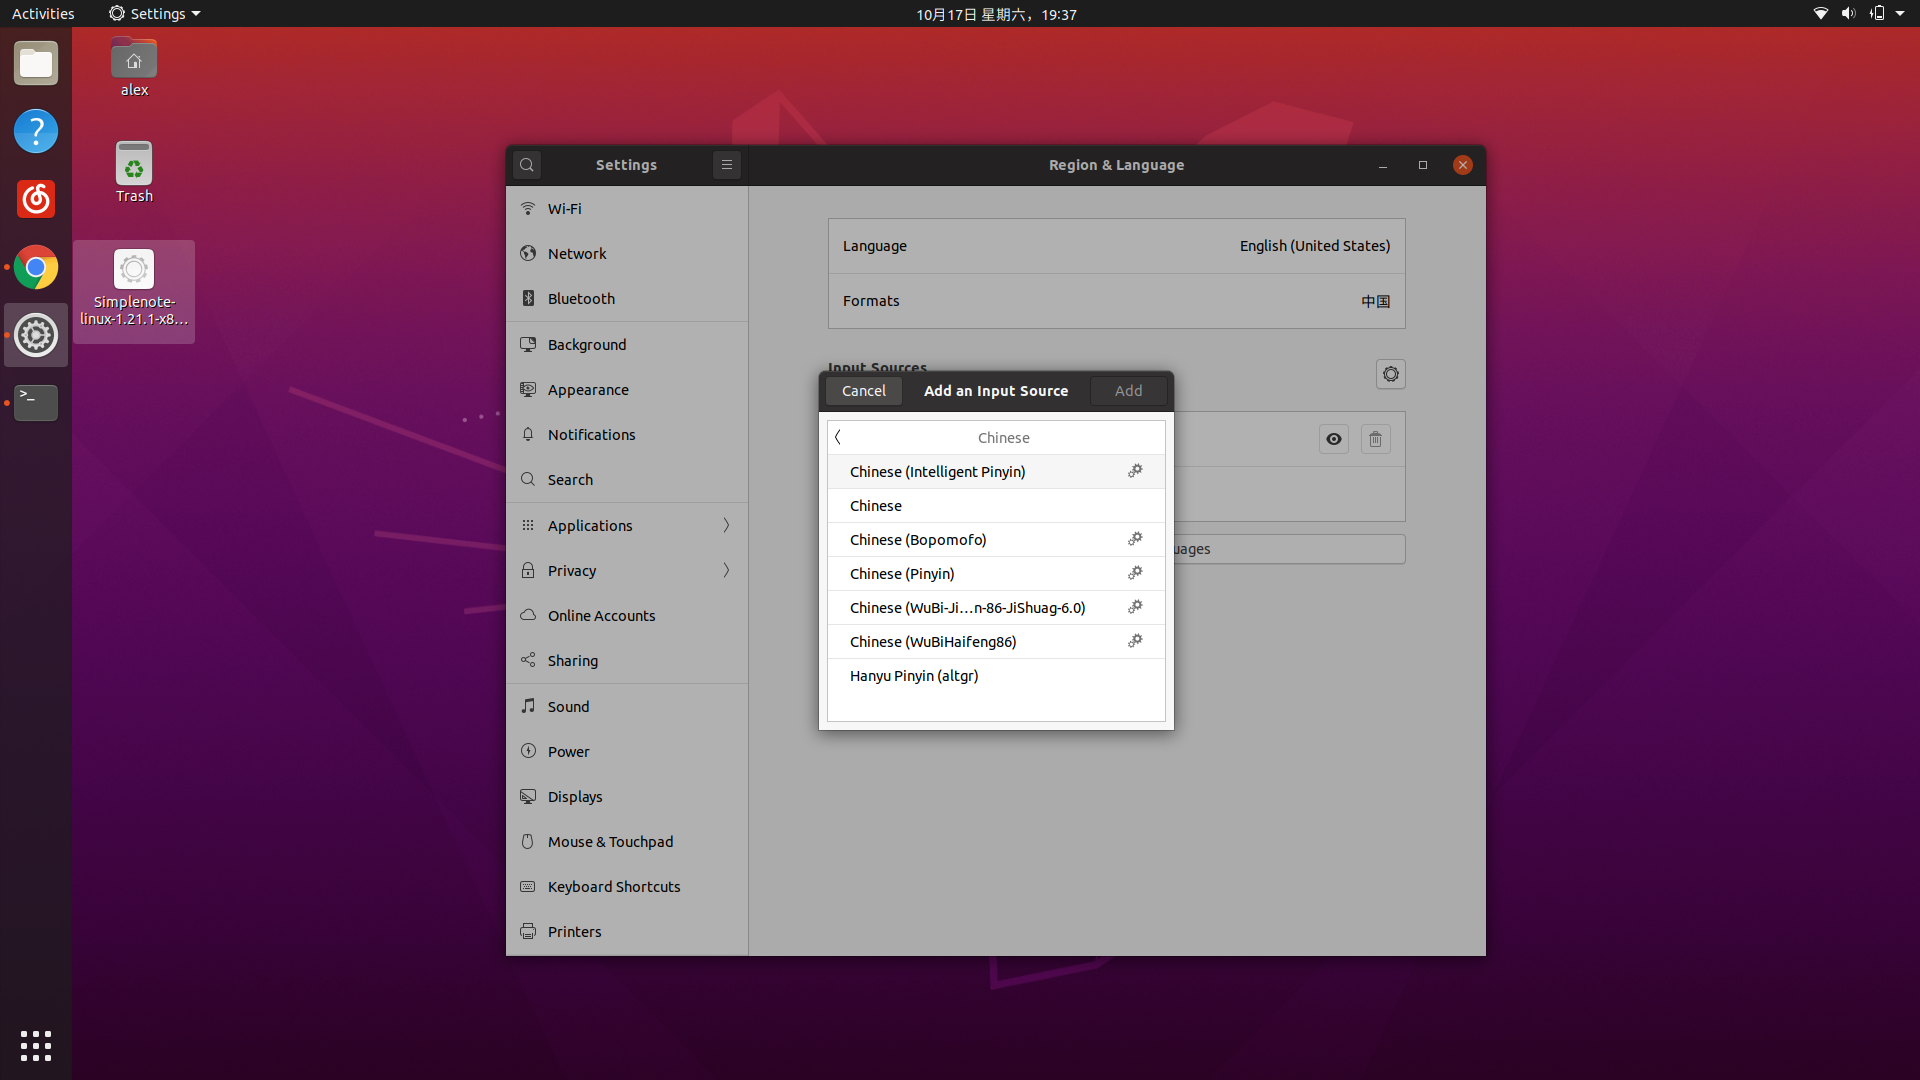 Activities
Settings
10月17日 星期六，19:37
alex
Trash
Simplenote-
linux-1.21.1-x8…
>_
Settings
Region & Language
Wi-Fi
Network
Bluetooth
Background
Appearance
Notifications
Search
Applications
Privacy
Online Accounts
Sharing
Sound
Power
Displays
Mouse & Touchpad
Keyboard Shortcuts
Printers
Language
English (United States)
Formats
中国
Input Sources
uages
Cancel
Add an Input Source
Add
Chinese
Chinese (Intelligent Pinyin)
Chinese
Chinese (Bopomofo)
Chinese (Pinyin)
Chinese (WuBi-Ji…n-86-JiShuag-6.0)
Chinese (WuBiHaifeng86)
Hanyu Pinyin (altgr)